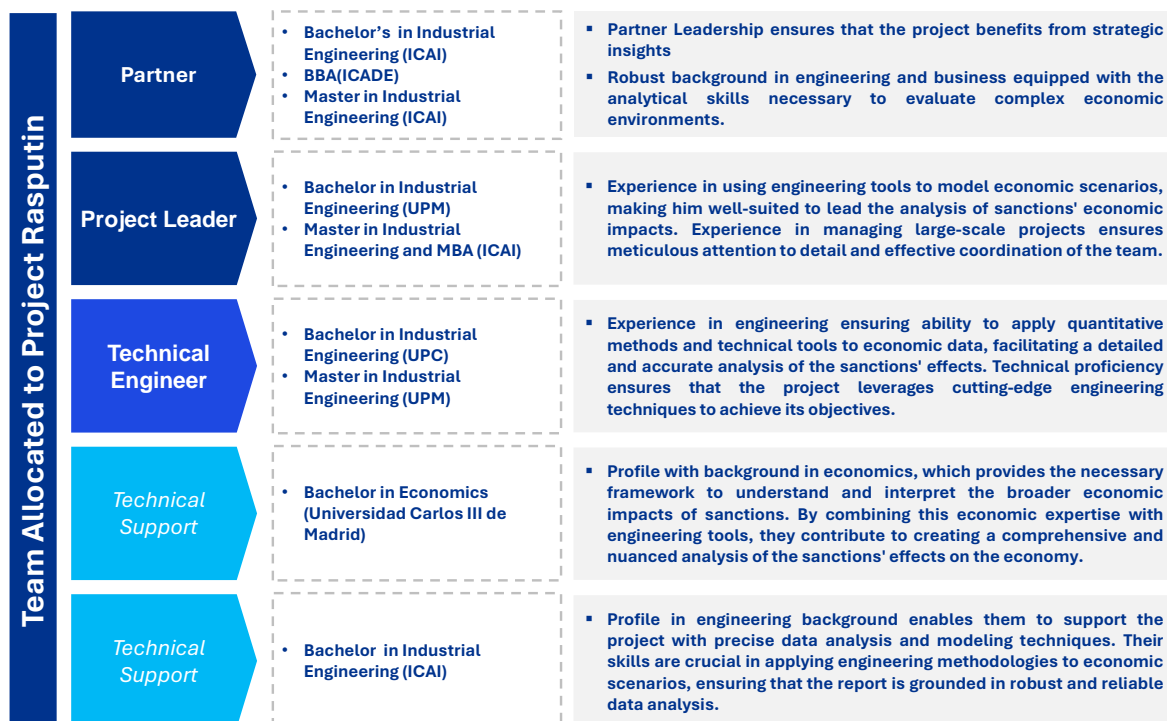 Team Allocated to Project Rasputin
Partner
• Bachelor's in Industrial
Engineering (ICAI)
• BBA(ICADE)
• Master in Industrial
Engineering (ICAI)
▪ Partner Leadership ensures that the project benefits from strategic
insights
▪ Robust background in engineering and business equipped with the
analytical skills necessary to evaluate complex economic
environments.
Project Leader
• Bachelor in Industrial
Engineering (UPM)
• Master in Industrial
Engineering and MBA (ICAI)
▪ Experience in using engineering tools to model economic scenarios,
making him well-suited to lead the analysis of sanctions' economic
impacts. Experience in managing large-scale projects ensures
meticulous attention to detail and effective coordination of the team.
Technical
Engineer
• Bachelor in Industrial
Engineering (UPC)
• Master in Industrial
Engineering (UPM)
▪ Experience in engineering ensuring ability to apply quantitative
methods and technical tools to economic data, facilitating a detailed
and accurate analysis of the sanctions' effects. Technical proficiency
ensures that the project leverages cutting-edge engineering
techniques to achieve its objectives.
Technical
Support
• Bachelor in Economics
(Universidad Carlos III de
Madrid)
▪ Profile with background in economics, which provides the necessary
framework to understand and interpret the broader economic
impacts of sanctions. By combining this economic expertise with
engineering tools, they contribute to creating a comprehensive and
nuanced analysis of the sanctions' effects on the economy.
Technical
Support
• Bachelor in Industrial
Engineering (ICAI)
▪ Profile in engineering background enables them to support the
project with precise data analysis and modeling techniques. Their
skills are crucial in applying engineering methodologies to economic
scenarios, ensuring that the report is grounded in robust and reliable
data analysis.